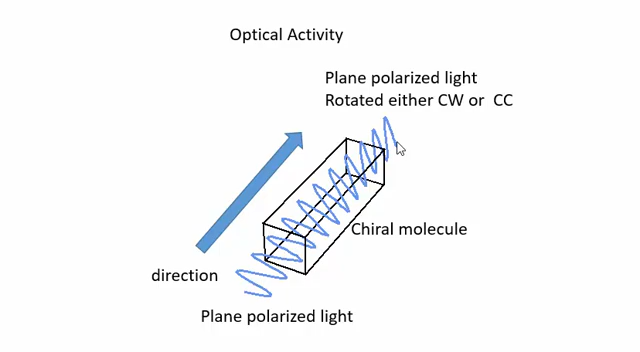 Optical Activity
Plane polarized light
Rotated either CW or CC
Chiral molecule
direction
Plane polarized light